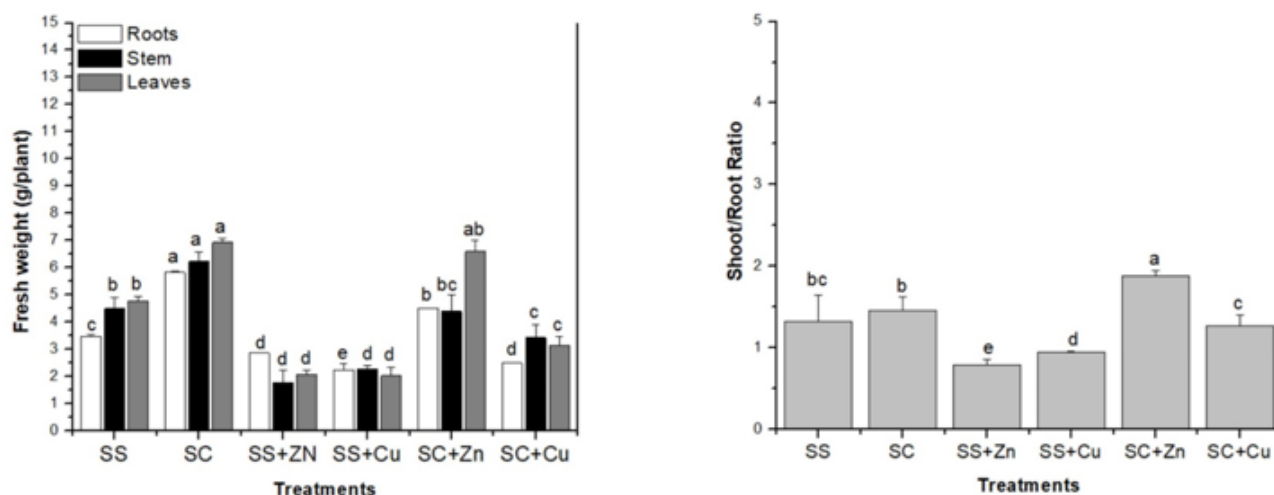 Fresh weight (g/plant)
15
14
13
12
11
10
9
8
7
6
5
4
3
2
1
0
Roots
Stem
Leaves
c b b
a a a
d d d
e d d
b bc ab
d c c
SS SC SS+ZN SS+Cu SC+Zn SC+Cu
Treatments
Shoot/Root Ratio
5
4
3
2
1
0
bc b e d a c
SS SC SS+Zn SS+Cu SC+Zn SC+Cu
Treatments